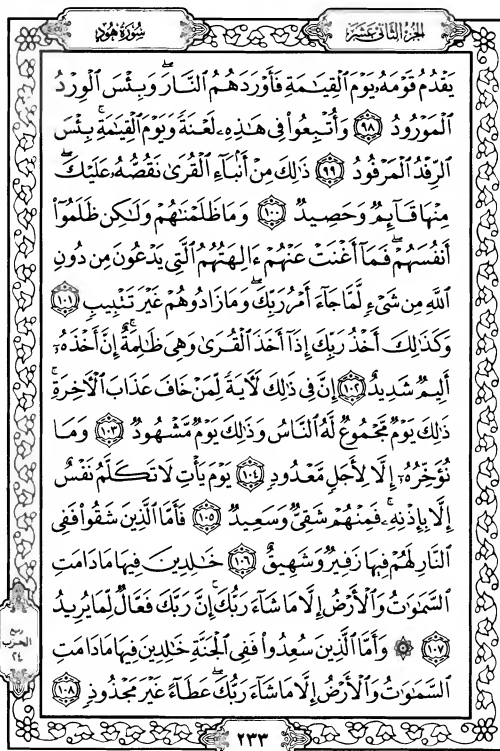 الجزء الثاني عشر
سورة هود
يَقْدُمُ قَوْمَهُۥ يَوْمَ ٱلْقِيَٰمَةِ فَأَوْرَدَهُمُ ٱلنَّارَۖ وَبِئْسَ ٱلْوِرْدُ
ٱلْمَوْرُودُ ٩٨ وَأُتْبِعُوا۟ فِى هَٰذِهِۦ لَعْنَةً وَيَوْمَ ٱلْقِيَٰمَةِۚ بِئْسَ
ٱلرِّفْدُ ٱلْمَرْفُودُ ٩٩ ذَٰلِكَ مِنْ أَنۢبَآءِ ٱلْقُرَىٰ نَقُصُّهُۥ عَلَيْكَۖ
مِنْهَا قَآئِمٌ وَحَصِيدٌ ١٠٠ وَمَا ظَلَمْنَٰهُمْ وَلَٰكِن ظَلَمُوٓا۟
أَنفُسَهُمْۖ فَمَآ أَغْنَتْ عَنْهُمْ ءَالِهَتُهُمُ ٱلَّتِى يَدْعُونَ مِن دُونِ
ٱللَّهِ مِن شَىْءٍ لَّمَّا جَآءَ أَمْرُ رَبِّكَۖ وَمَا زَادُوهُمْ غَيْرَ تَتْبِيبٍ ١٠١
وَكَذَٰلِكَ أَخْذُ رَبِّكَ إِذَآ أَخَذَ ٱلْقُرَىٰ وَهِىَ ظَٰلِمَةٌۚ إِنَّ أَخْذَهُۥٓ
أَلِيمٌ شَدِيدٌ ١٠٢ إِنَّ فِى ذَٰلِكَ لَءَايَةً لِّمَنْ خَافَ عَذَابَ ٱلْءَاخِرَةِۚ
ذَٰلِكَ يَوْمٌ مَّجْمُوعٌ لَّهُ ٱلنَّاسُ وَذَٰلِكَ يَوْمٌ مَّشْهُودٌ ١٠٣ وَمَا
نُؤَخِّرُهُۥٓ إِلَّا لِأَجَلٍ مَّعْدُودٍ ١٠٤ يَوْمَ يَأْتِ لَا تَكَلَّمُ نَفْسٌ
إِلَّا بِإِذْنِهِۦۚ فَمِنْهُمْ شَقِىٌّ وَسَعِيدٌ ١٠٥ فَأَمَّا ٱلَّذِينَ شَقُوا۟ فَفِى
ٱلنَّارِ لَهُمْ فِيهَا زَفِيرٌ وَشَهِيقٌ ١٠٦ خَٰلِدِينَ فِيهَا مَا دَامَتِ
ٱلسَّمَٰوَٰتُ وَٱلْأَرْضُ إِلَّا مَا شَآءَ رَبُّكَۚ إِنَّ رَبَّكَ فَعَّالٌ لِّمَا يُرِيدُ
١٠٧ ۞ وَأَمَّا ٱلَّذِينَ سُعِدُوا۟ فَفِى ٱلْجَنَّةِ خَٰلِدِينَ فِيهَا مَا دَامَتِ
ٱلسَّمَٰوَٰتُ وَٱلْأَرْضُ إِلَّا مَا شَآءَ رَبُّكَۖ عَطَآءً غَيْرَ مَجْذُوذٍ ١٠٨
ربع
الحزب
٢٤
٢٣٣